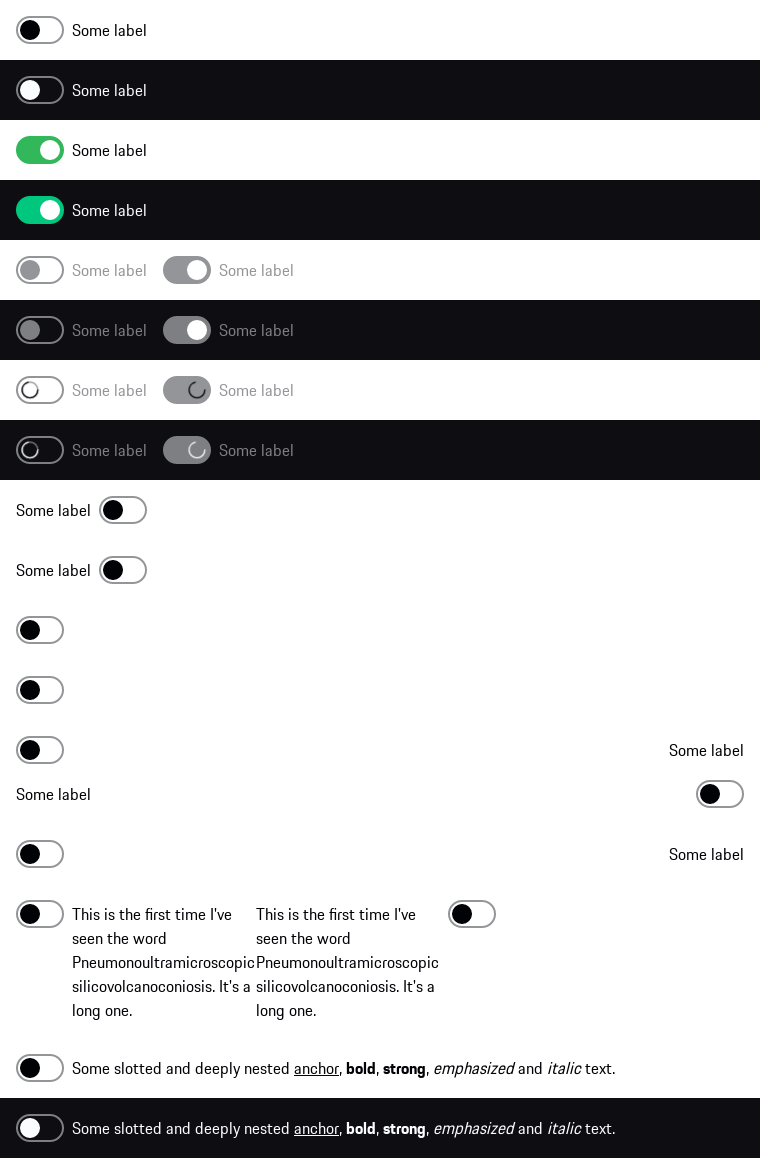 Some label
Some label
Some label
Some label
Some label Some label
Some label Some label
Some label Some label
Some label Some label
Some label
Some label
Some label
Some label
Some label
This is the first time I've
seen the word
Pneumonoultramicroscopic
silicovolcanoconiosis. It's a
long one.
This is the first time I've
seen the word
Pneumonoultramicroscopic
silicovolcanoconiosis. It's a
long one.
Some slotted and deeply nested anchor, bold, strong, emphasized and italic text.
Some slotted and deeply nested anchor, bold, strong, emphasized and italic text.